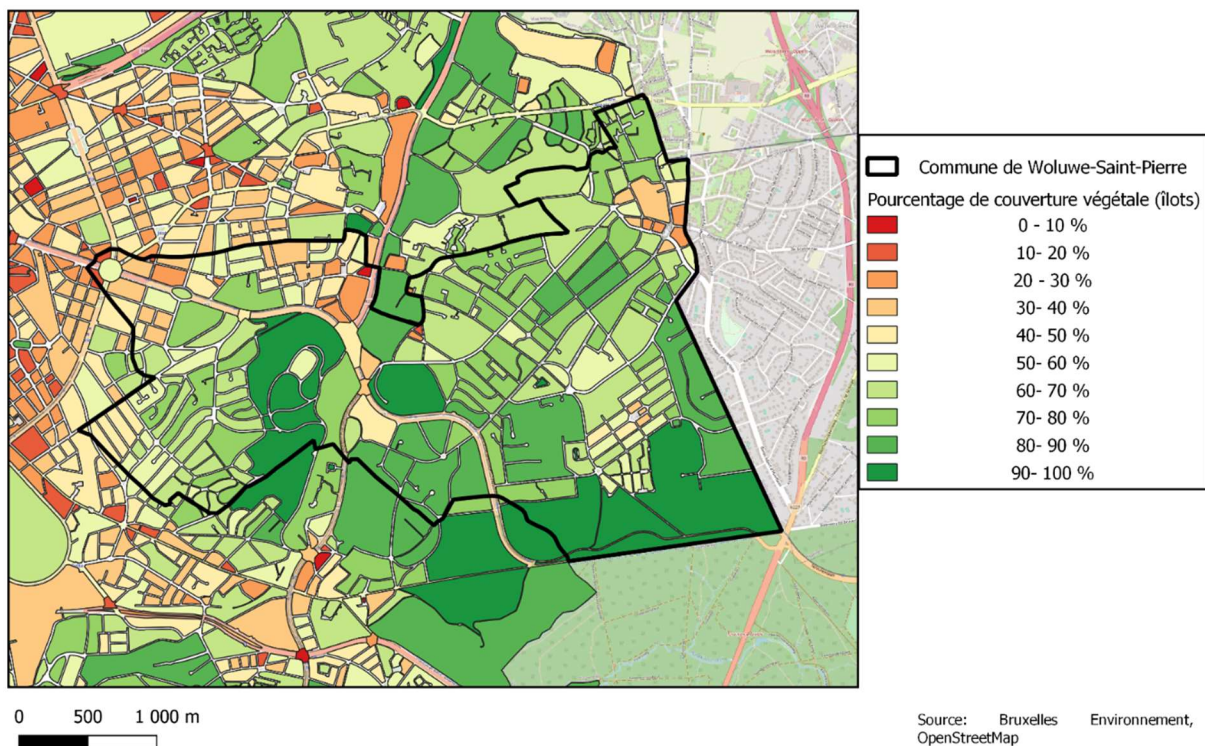 Commune de Woluwe-Saint-Pierre
Pourcentage de couverture végétale (îlots)
0 - 10 %
10- 20 %
20 - 30 %
30 - 40 %
40 - 50 %
50- 60 %
60 - 70 %
70- 80 %
80- 90 %
90- 100 %
0 500 1 000 m
Source: Bruxelles Environnement,
OpenStreetMap